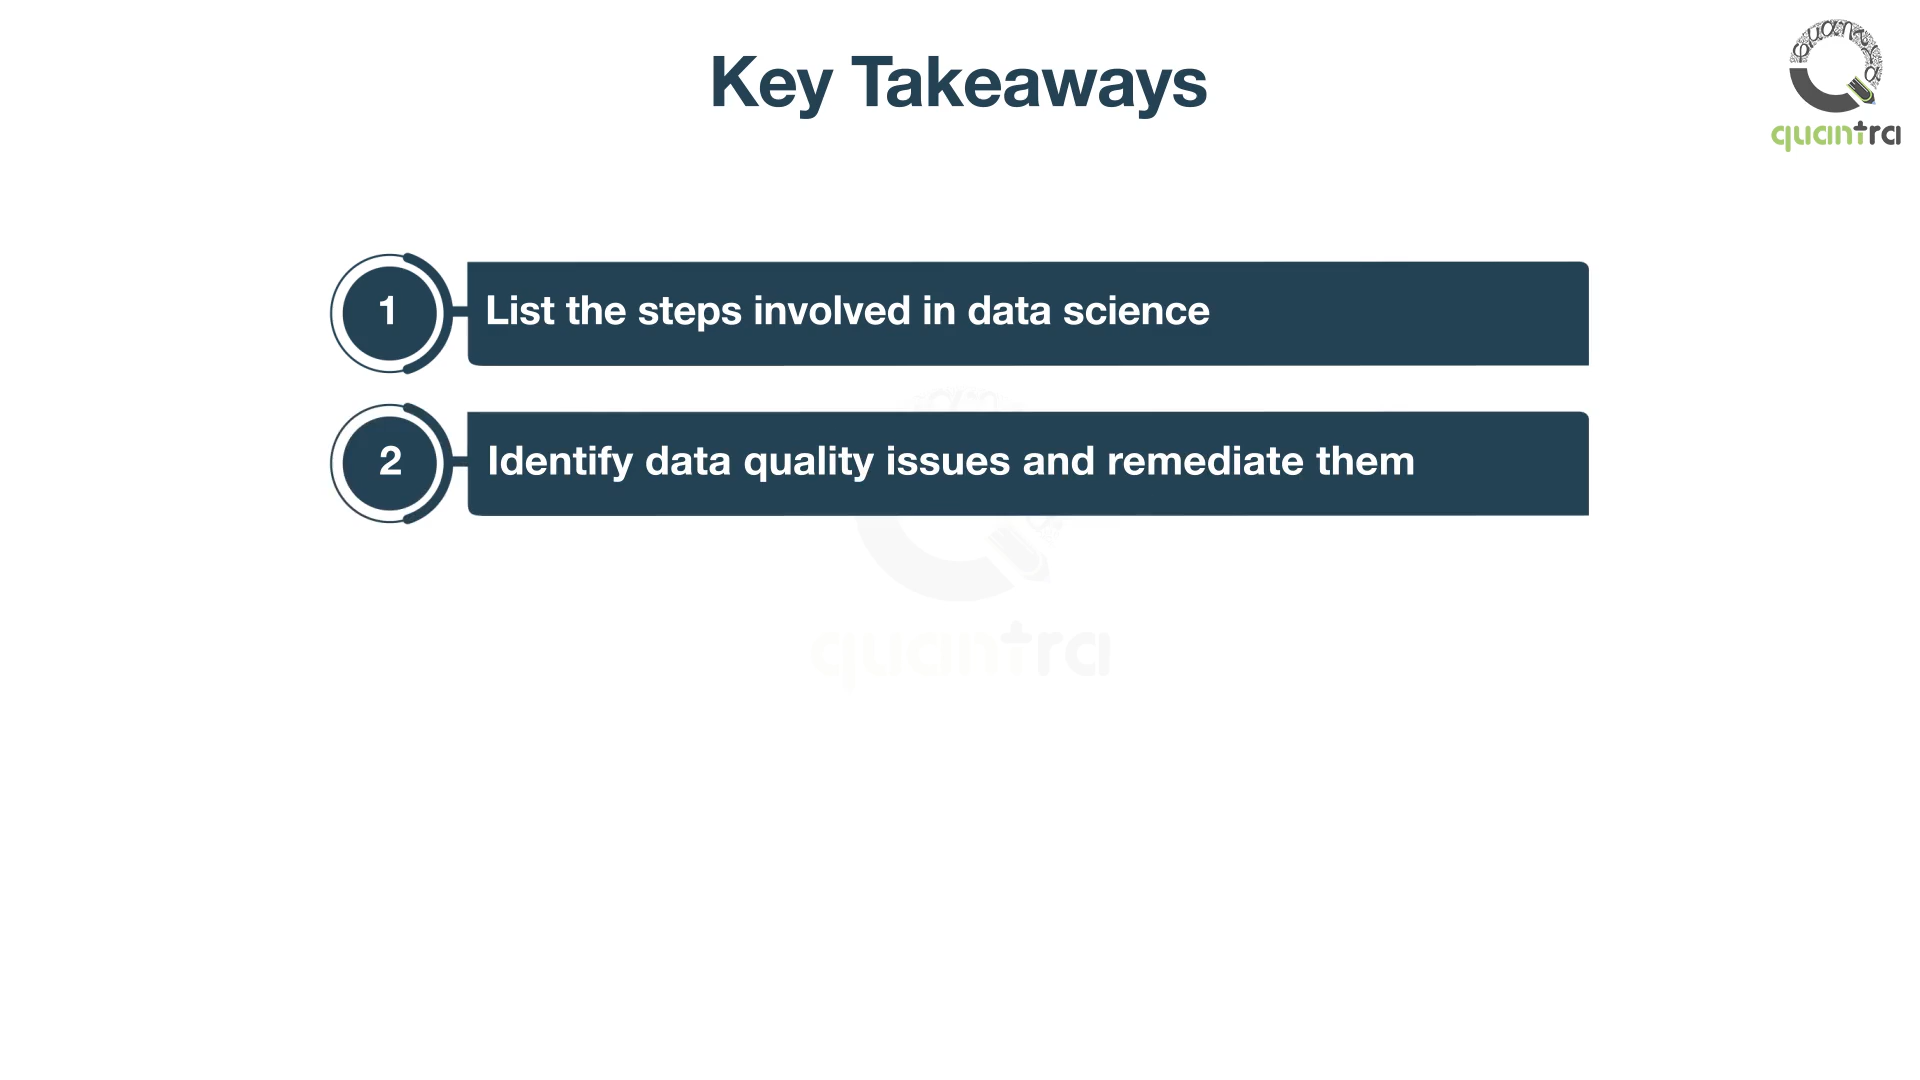 Key Takeaways
quantra
1
List the steps involved in data science
2
Identify data quality issues and remediate them
quantra